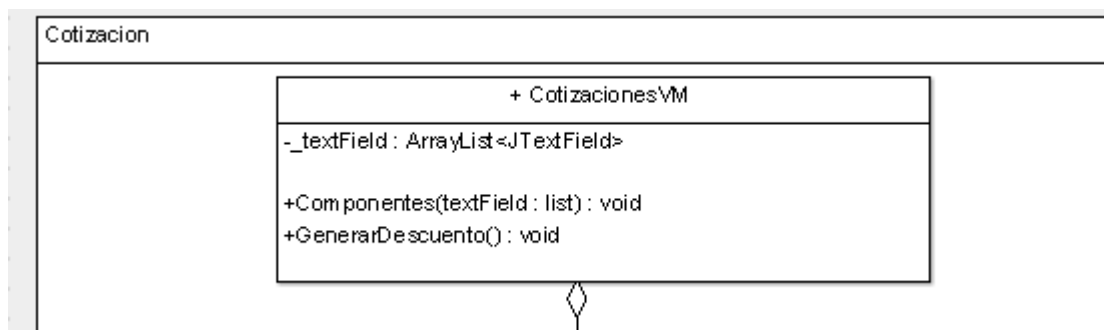 Cotizacion
+ CotizacionesVM
-_textField : ArrayList<JTextField>
+Componentes(textField : list) : void
+GenerarDescuento() : void